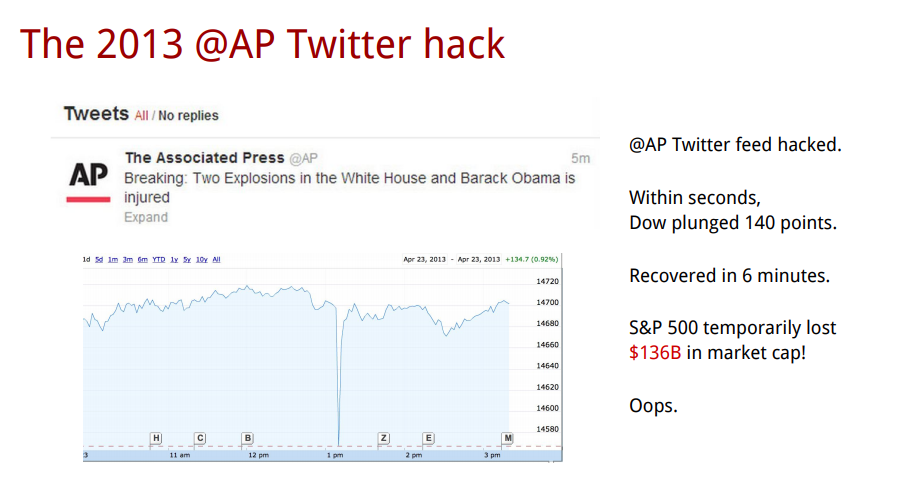 The 2013 @AP Twitter hack
Tweets All / No replies
AP
The Associated Press @AP 5m
Breaking: Two Explosions in the White House and Barack Obama is
injured
Expand
1d 5d 1m 3m 6m YTD 1y 5y 10y All Apr 23, 2013 - Apr 23, 2013 +134.7 (0.92%)
14720
14700
14680
14660
14640
14620
14600
14580
H C B Z E M
3 11 am 12 pm 1 pm 2 pm 3 pm
@AP Twitter feed hacked.
Within seconds,
Dow plunged 140 points.
Recovered in 6 minutes.
S&P 500 temporarily lost
$136B in market cap!
Oops.